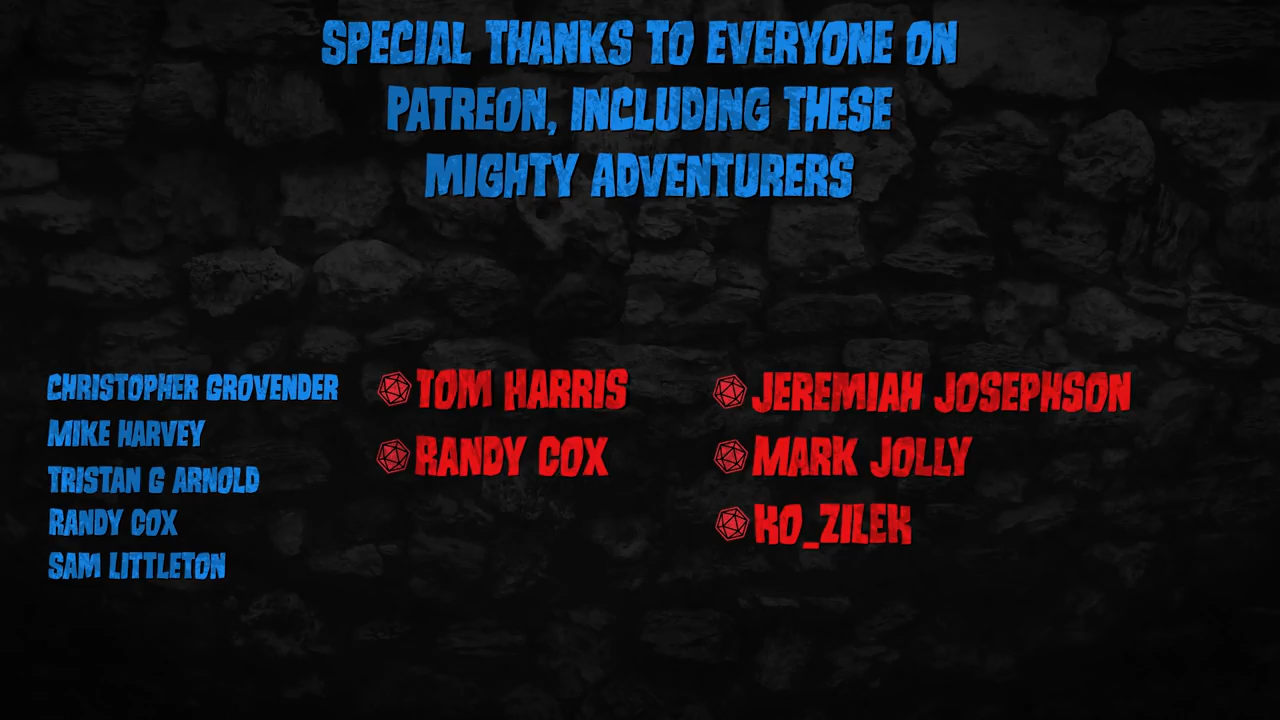 SPECIAL THANKS TO EVERYONE ON
PATREON, INCLUDING THESE
MIGHTY ADVENTURERS
CHRISTOPHER GROVENDER
MIKE HARVEY
TRISTAN G ARNOLD
RANDY COX
SAM LITTLETON
TOM HARRIS
RANDY COX
JEREMIAH JOSEPHSON
MARK JOLLY
KO_ZILEK